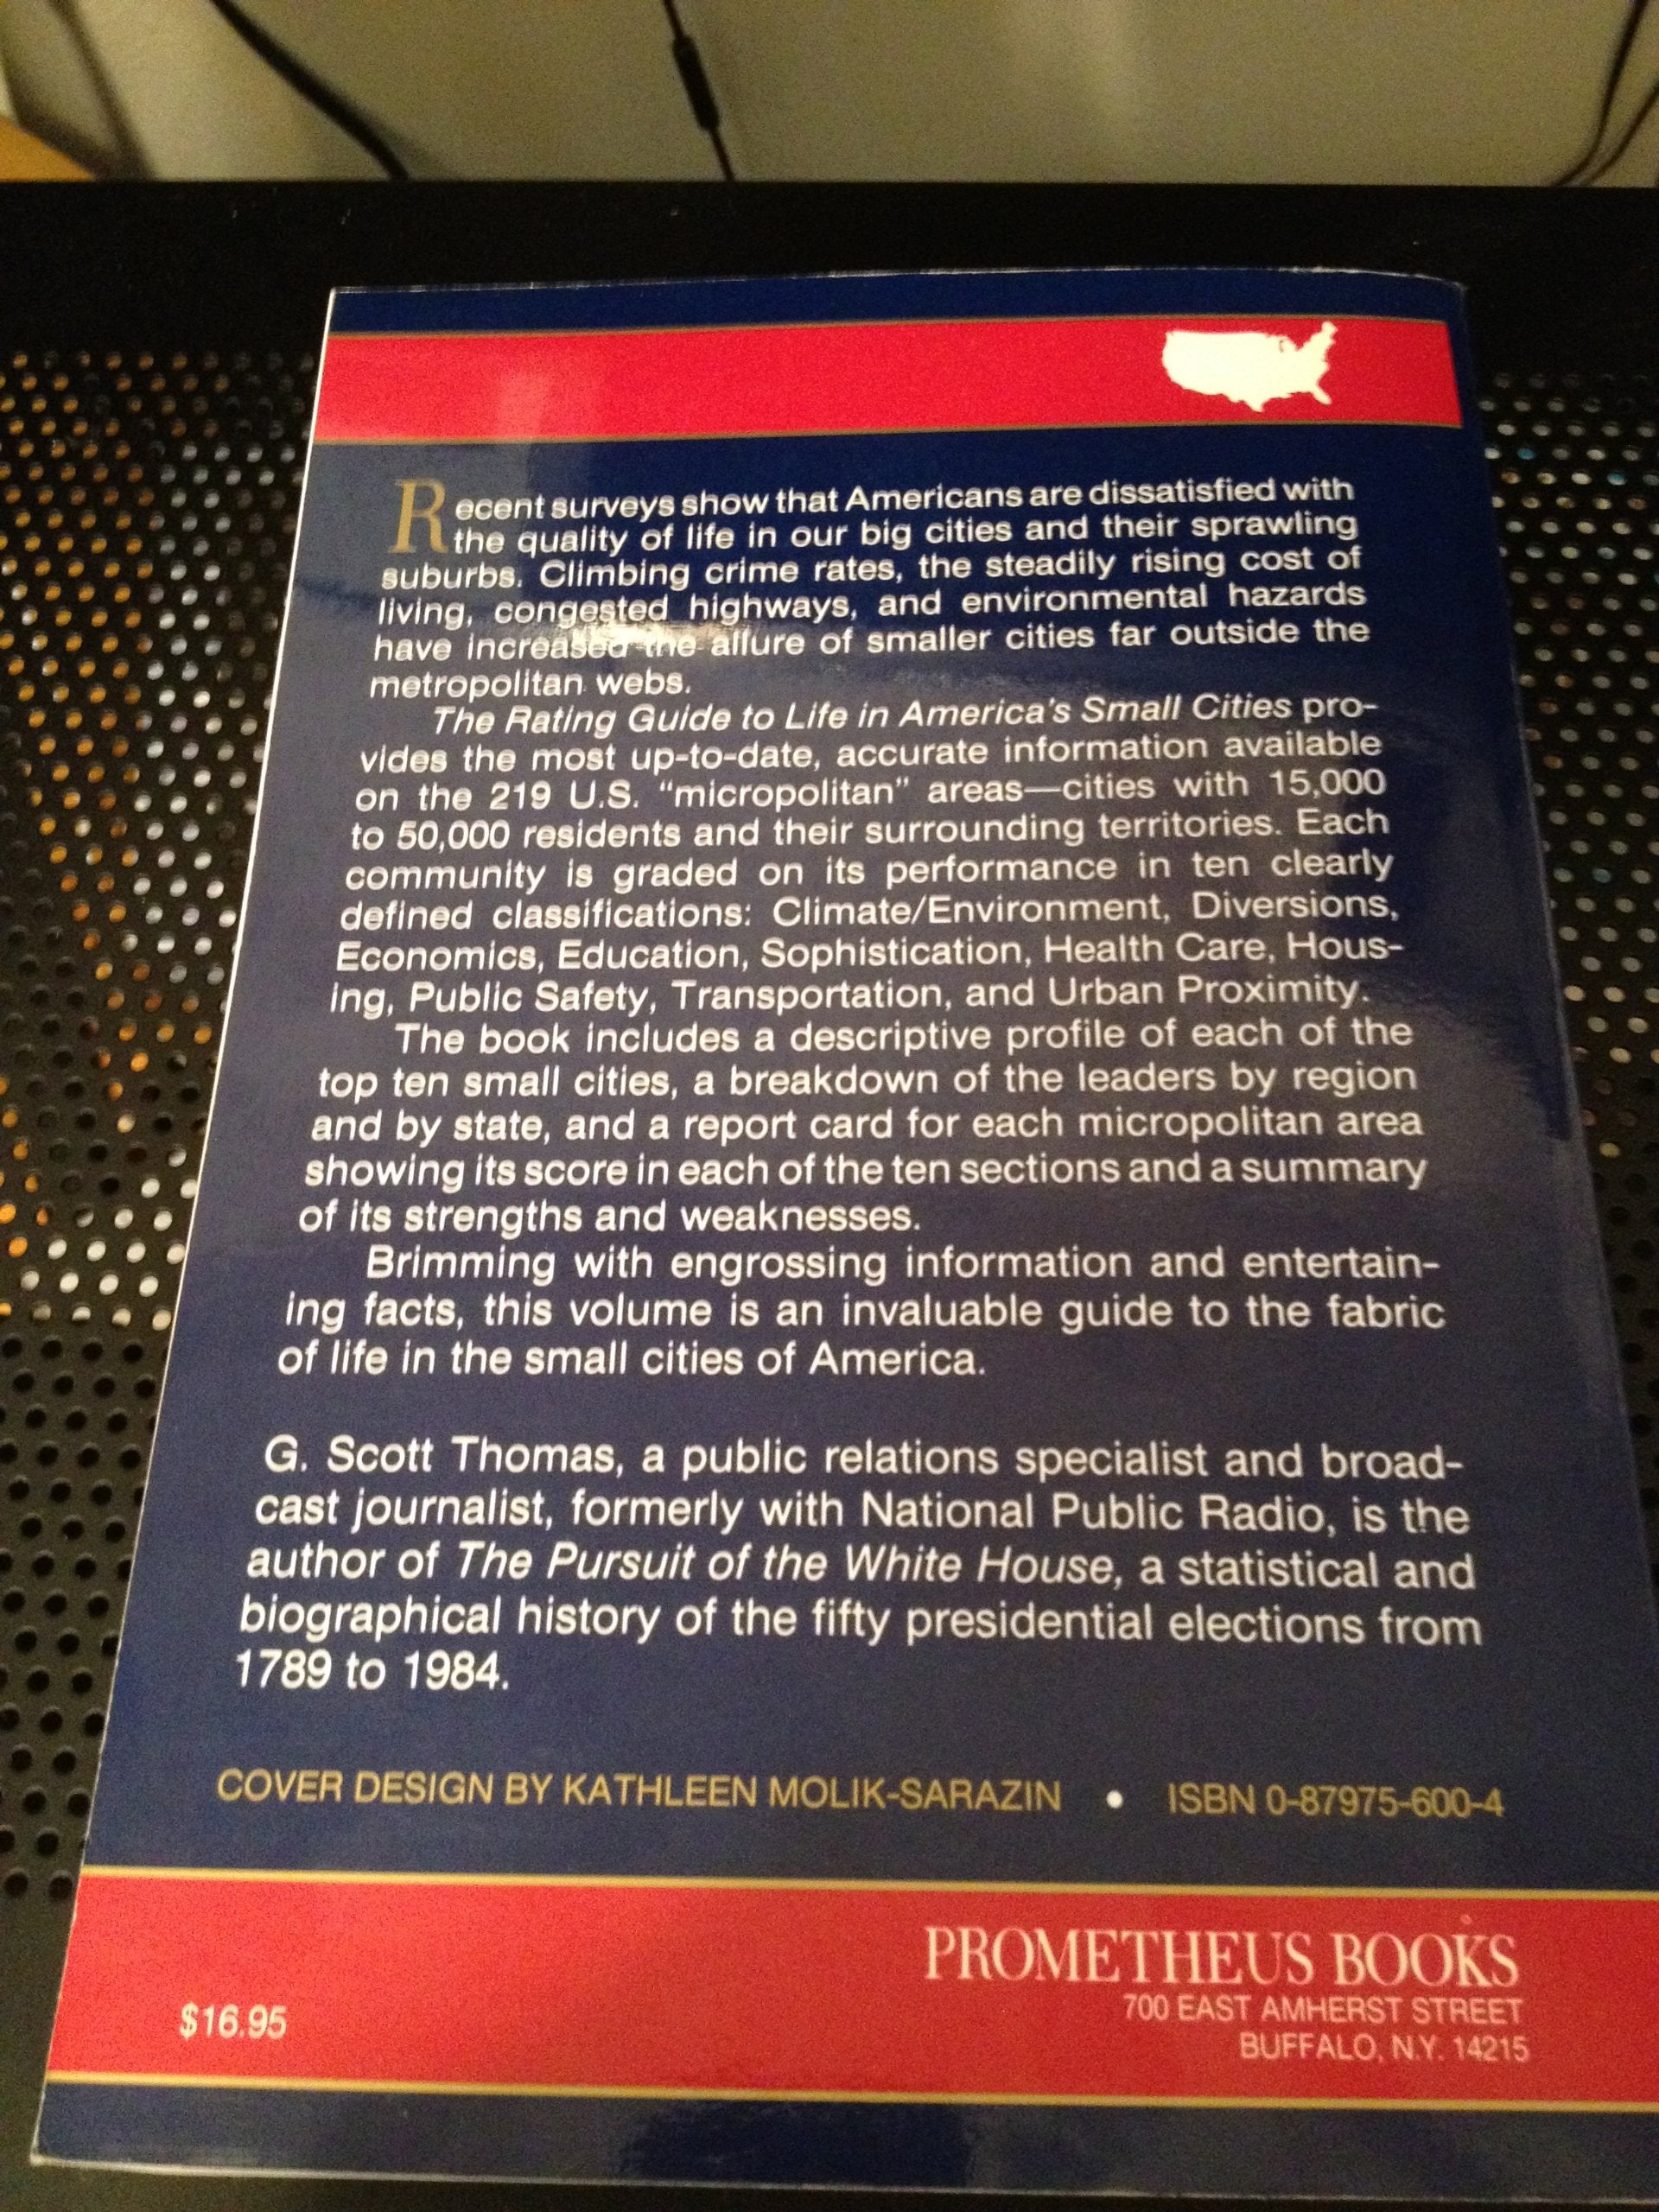 Recent surveys show that Americans are dissatisfied with
the quality of life in our big cities and their sprawling
suburbs. Climbing crime rates, the steadily rising cost of
living, congested highways, and environmental hazards
have increased the allure of smaller cities far outside the
metropolitan webs.
The Rating Guide to Life in America's Small Cities pro-
vides the most up-to-date, accurate information available
on the 219 U.S. "micropolitan" areas—cities with 15,000
to 50,000 residents and their surrounding territories. Each
community is graded on its performance in ten clearly
defined classifications: Climate/Environment, Diversions,
Economics, Education, Sophistication, Health Care, Hous-
ing, Public Safety, Transportation, and Urban Proximity.
The book includes a descriptive profile of each of the
top ten small cities, a breakdown of the leaders by region
and by state, and a report card for each micropolitan area
showing its score in each of the ten sections and a summary
of its strengths and weaknesses.
Brimming with engrossing information and entertain-
ing facts, this volume is an invaluable guide to the fabric
of life in the small cities of America.
G. Scott Thomas, a public relations specialist and broad-
cast journalist, formerly with National Public Radio, is the
author of The Pursuit of the White House, a statistical and
biographical history of the fifty presidential elections from
1789 to 1984.
COVER DESIGN BY KATHLEEN MOLIK-SARAZIN • ISBN 0-87975-600-4
PROMETHEUS BOOKS
700 EAST AMHERST STREET
BUFFALO, N.Y. 14215
$16.95